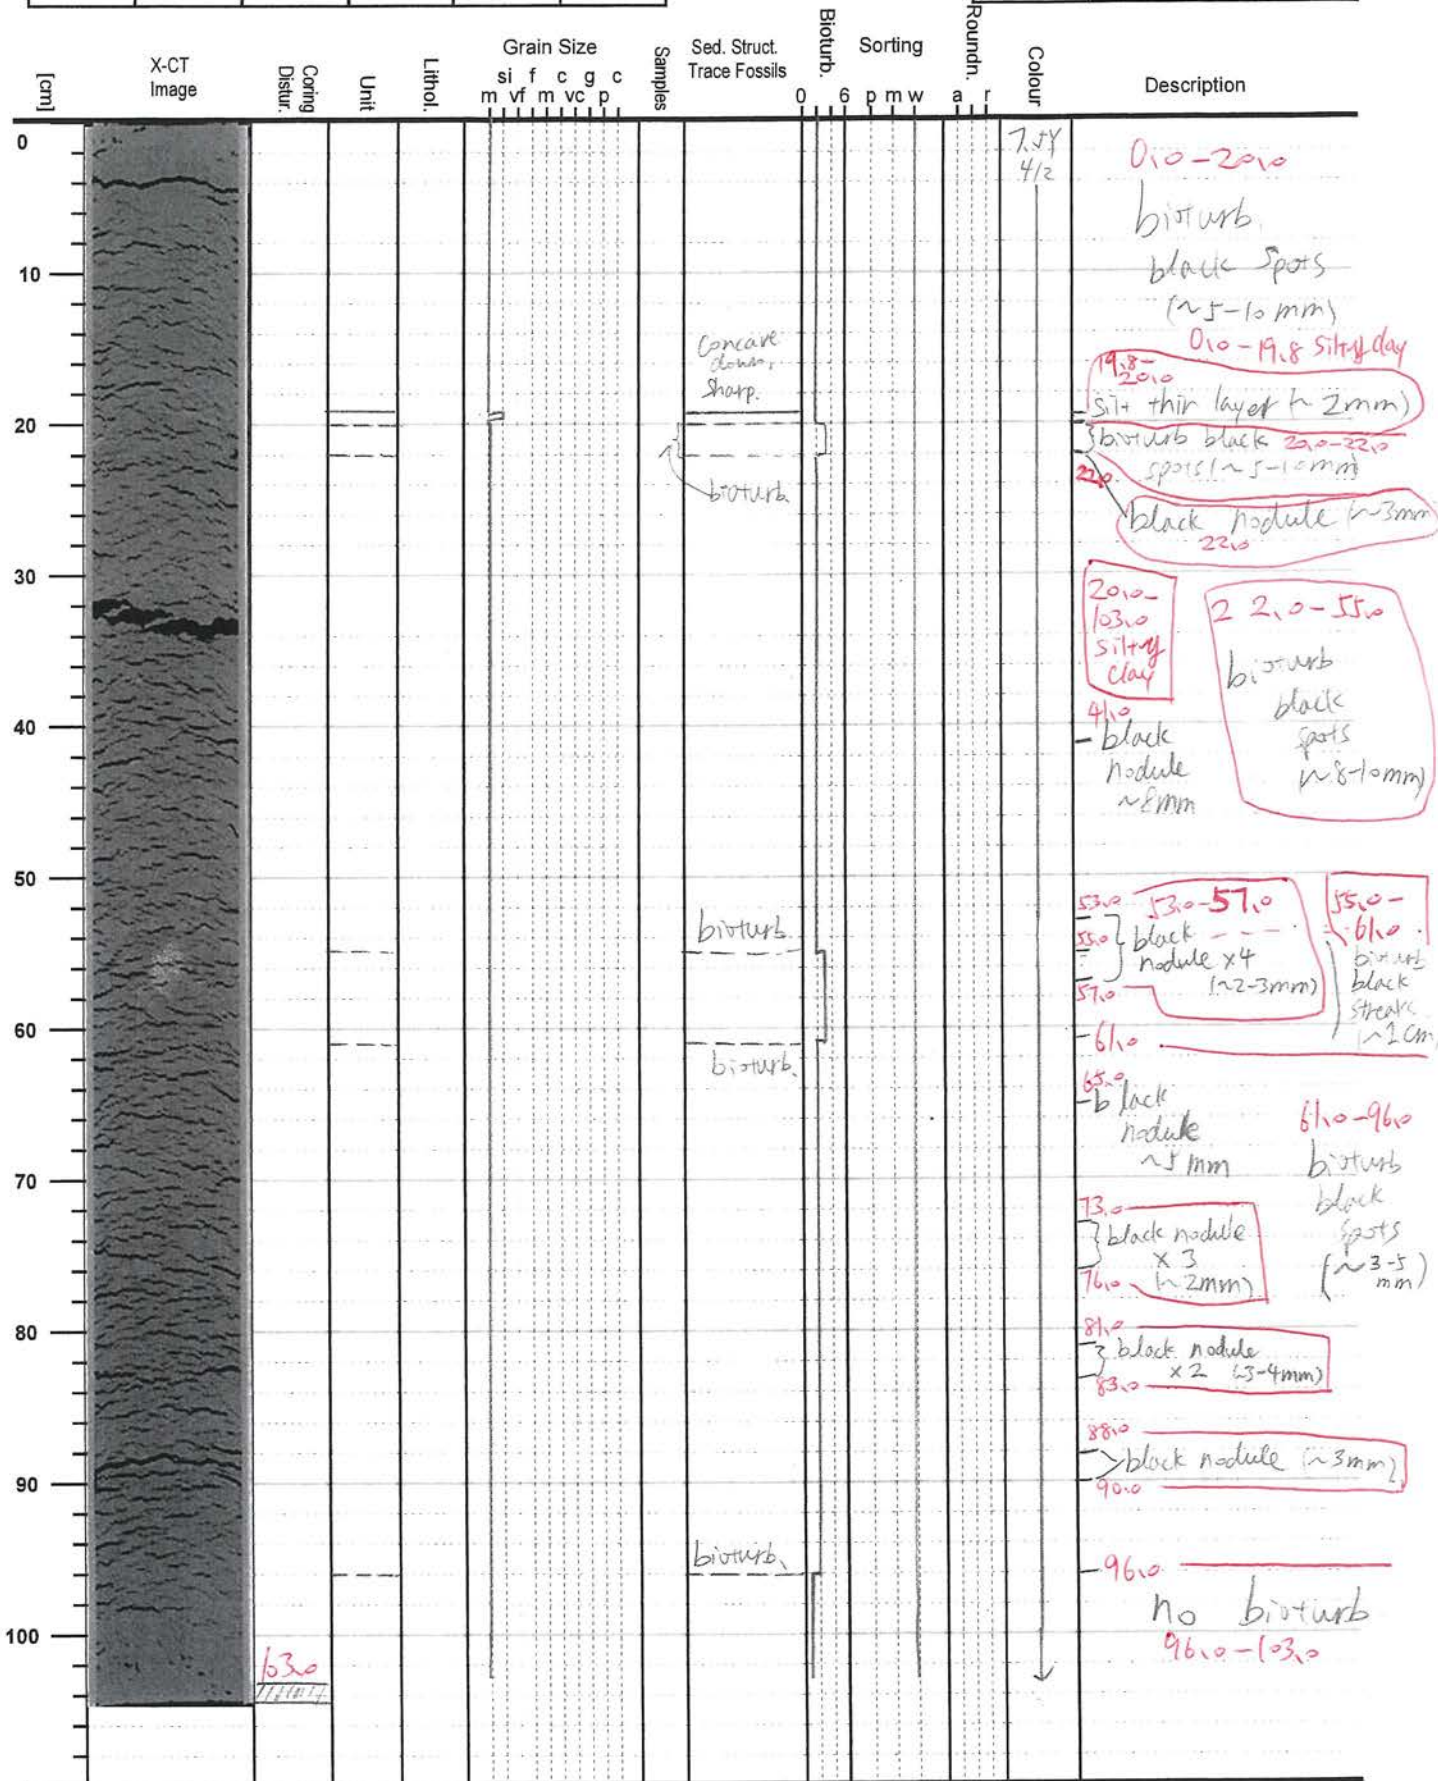 [cm]
X-CT
Image
Coring
Distur.
Unit
Lithol.
Grain Size
si f c g c
m vf m vc p
Samples
Sed. Struct.
Trace Fossils
Bioturb.
0 6
Sorting
p m w
Roundn.
a r
Colour
Description
0
10
20
30
40
50
60
70
80
90
100
103.0
Concave
down,
sharp.
bioturb.
bioturb
bioturb.
bioturb.
7.5Y
4/2
0.0-20.0
bioturb.
black spots
(~5-10 mm)
0.0-19.8 silty clay
19.8-
20.0
silt thin layer (~2mm)
bioturb black 20.0-22.0
spots (~5-10mm)
22.0
black nodule (~3mm
22.0
20.0-
103.0
silty
clay
22.0-55.0
bioturb
black
spots
(~8-10mm)
41.0
black
nodule
~8mm
53.0
55.0
57.0
53.0-57.0
black
nodule x4
(~2-3mm)
55.0-
61.0
bioturb
black
streak
(~1cm
61.0
65.0
black
nodule
~5 mm
61.0-96.0
bioturb
black
spots
(~3-5
mm)
73.0
black nodule
x 3
(~2mm)
76.0
81.0
black nodule
x2 (~3-4mm)
83.0
88.0
black nodule (~3mm)
90.0
96.0
no bioturb
96.0-103.0